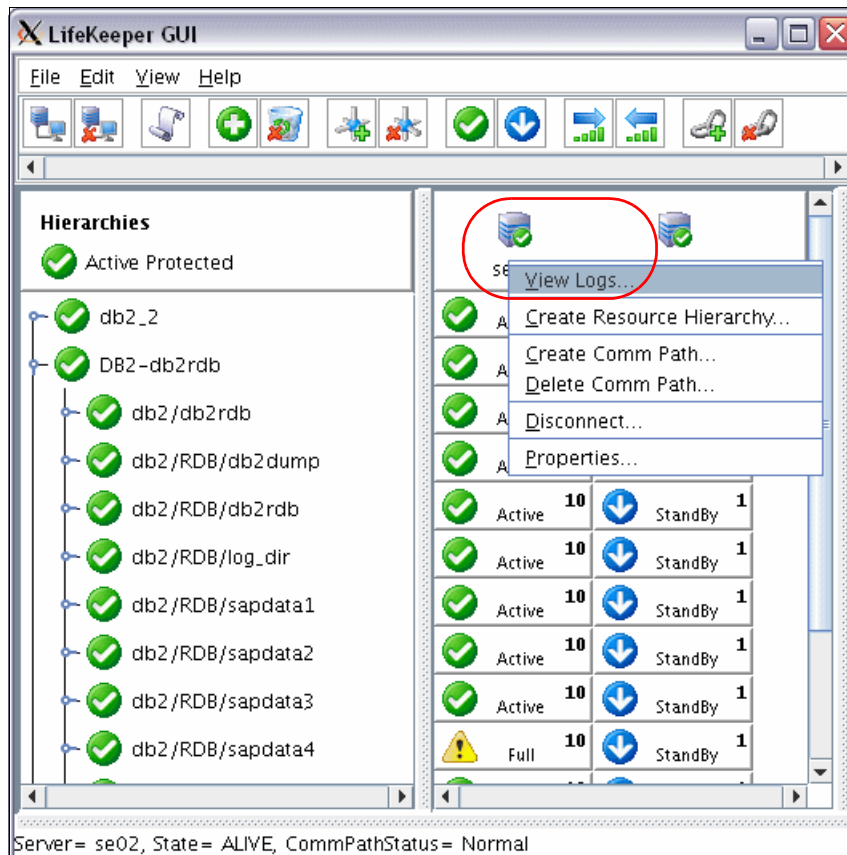 LifeKeeper GUI
File Edit View Help
Hierarchies
Active Protected
View Logs...
Create Resource Hierarchy...
Create Comm Path...
Delete Comm Path...
Disconnect...
Properties...
db2_2
DB2-db2rdb
db2/db2rdb
db2/RDB/db2dump
db2/RDB/db2rdb Active 10 StandBy 1
db2/RDB/log_dir Active 10 StandBy 1
db2/RDB/sapdata1 Active 10 StandBy 1
db2/RDB/sapdata2 Active 10 StandBy 1
db2/RDB/sapdata3 Active 10 StandBy 1
db2/RDB/sapdata4 Full 10 StandBy 1
Server= se02, State= ALIVE, CommPathStatus= Normal